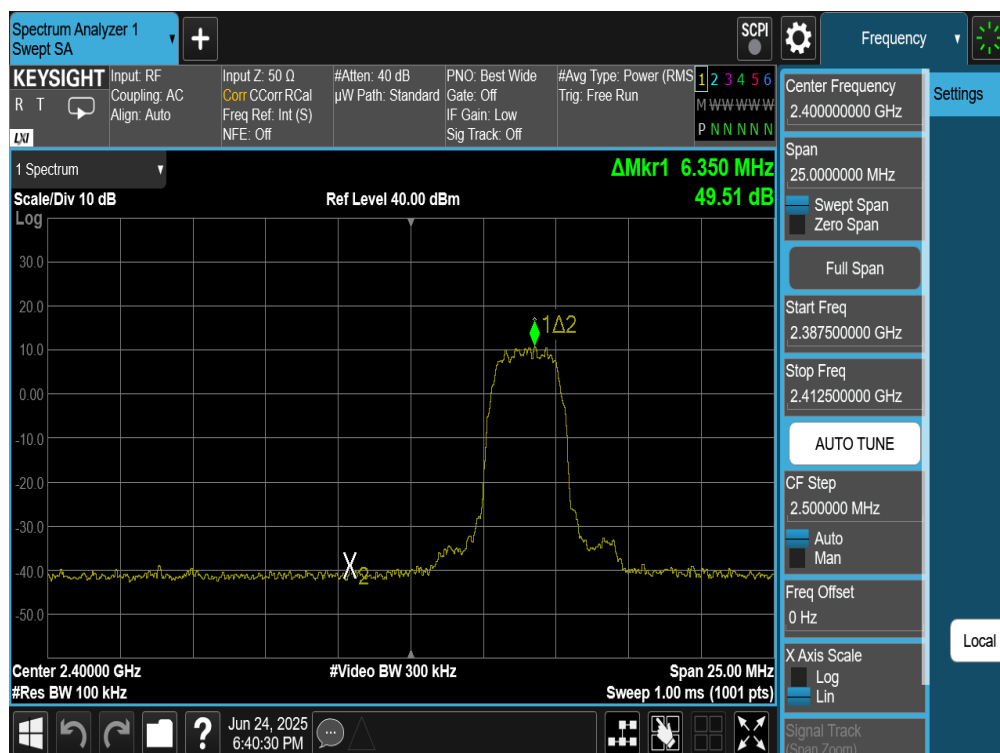 Spectrum Analyzer 1
Swept SA
+
SCPI
Frequency
KEYSIGHT
R T
LXI
Input: RF
Coupling: AC
Align: Auto
Input Z: 50 Ω
Corr CCorr RCal
Freq Ref: Int (S)
NFE: Off
#Atten: 40 dB
µW Path: Standard
PNO: Best Wide
Gate: Off
IF Gain: Low
Sig Track: Off
#Avg Type: Power (RMS
Trig: Free Run
1 2 3 4 5 6
M W W W W W
P N N N N N
1 Spectrum
ΔMkr1 6.350 MHz
49.51 dB
Scale/Div 10 dB
Ref Level 40.00 dBm
Log
30.0
20.0
10.0
0.00
-10.0
-20.0
-30.0
-40.0
-50.0
1Δ2
X2
Center 2.40000 GHz
#Video BW 300 kHz
Span 25.00 MHz
#Res BW 100 kHz
Sweep 1.00 ms (1001 pts)
?
Jun 24, 2025
6:40:30 PM
Center Frequency
2.400000000 GHz
Span
25.0000000 MHz
Swept Span
Zero Span
Full Span
Start Freq
2.387500000 GHz
Stop Freq
2.412500000 GHz
AUTO TUNE
CF Step
2.500000 MHz
Auto
Man
Freq Offset
0 Hz
X Axis Scale
Log
Lin
Signal Track
(Span Zoom)
Settings
Local